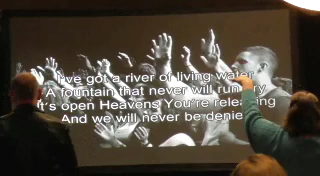 I've got a river of living water
A fountain that never will run dry
It's open Heavens You're releasing
And we will never be denied